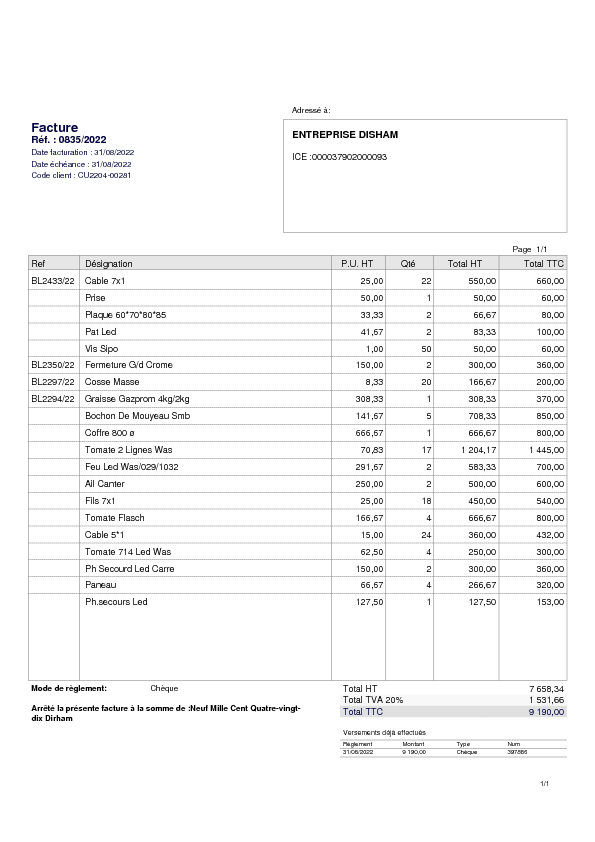 Adressé à:
Facture
Réf. : 0835/2022
Date facturation : 31/08/2022
Date échéance : 31/08/2022
Code client : CU2204-00281
ENTREPRISE DISHAM
ICE :000037902000093
Page 1/1
Ref Désignation P.U. HT Qté Total HT Total TTC
BL2433/22 Cable 7x1 25,00 22 550,00 660,00
Prise 50,00 1 50,00 60,00
Plaque 60*70*80*85 33,33 2 66,67 80,00
Pat Led 41,67 2 83,33 100,00
Vis Sipo 1,00 50 50,00 60,00
BL2350/22 Fermeture G/d Crome 150,00 2 300,00 360,00
BL2297/22 Cosse Masse 8,33 20 166,67 200,00
BL2294/22 Graisse Gazprom 4kg/2kg 308,33 1 308,33 370,00
Bochon De Mouyeau Smb 141,67 5 708,33 850,00
Coffre 800 ø 666,67 1 666,67 800,00
Tomate 2 Lignes Was 70,83 17 1 204,17 1 445,00
Feu Led Was/029/1032 291,67 2 583,33 700,00
Ail Canter 250,00 2 500,00 600,00
Fils 7x1 25,00 18 450,00 540,00
Tomate Flasch 166,67 4 666,67 800,00
Cable 5*1 15,00 24 360,00 432,00
Tomate 714 Led Was 62,50 4 250,00 300,00
Ph Secourd Led Carre 150,00 2 300,00 360,00
Paneau 66,67 4 266,67 320,00
Ph.secours Led 127,50 1 127,50 153,00
Mode de règlement: Chèque
Arrêté la présente facture à la somme de :Neuf Mille Cent Quatre-vingt-
dix Dirham
Total HT 7 658,34
Total TVA 20% 1 531,66
Total TTC 9 190,00
Versements déjà effectués
Règlement Montant Type Num
31/08/2022 9 190,00 Chèque 397886
1/1